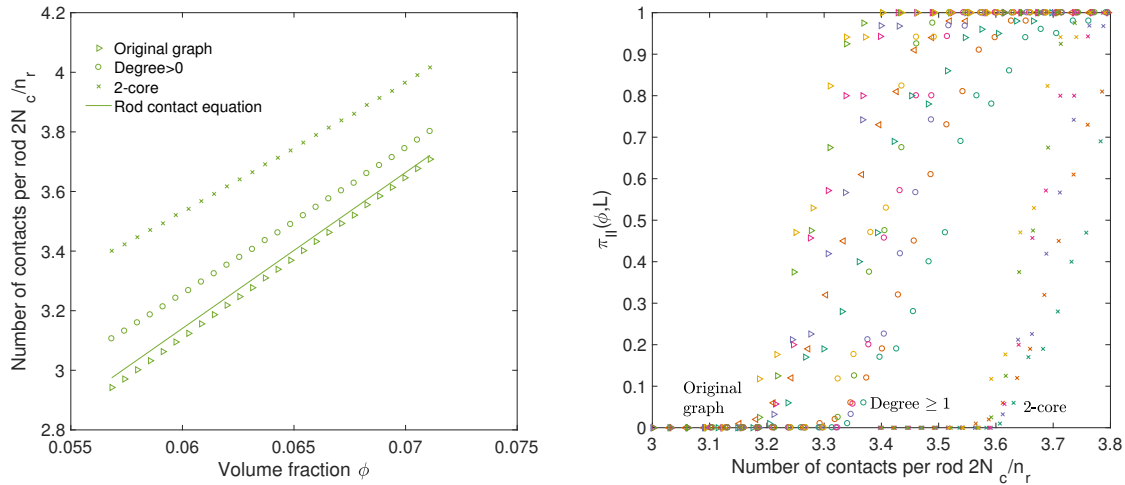 Number of contacts per rod 2N_c/n_r
4.2
4
3.8
3.6
3.4
3.2
3
2.8
Original graph
Degree>0
2-core
Rod contact equation
0.055
0.06
0.065
0.07
0.075
Volume fraction ϕ
π_II(ϕ,L)
1
0.9
0.8
0.7
0.6
0.5
0.4
0.3
0.2
0.1
0
Original
graph
Degree ≥ 1
2-core
3
3.1
3.2
3.3
3.4
3.5
3.6
3.7
3.8
Number of contacts per rod 2N_c/n_r